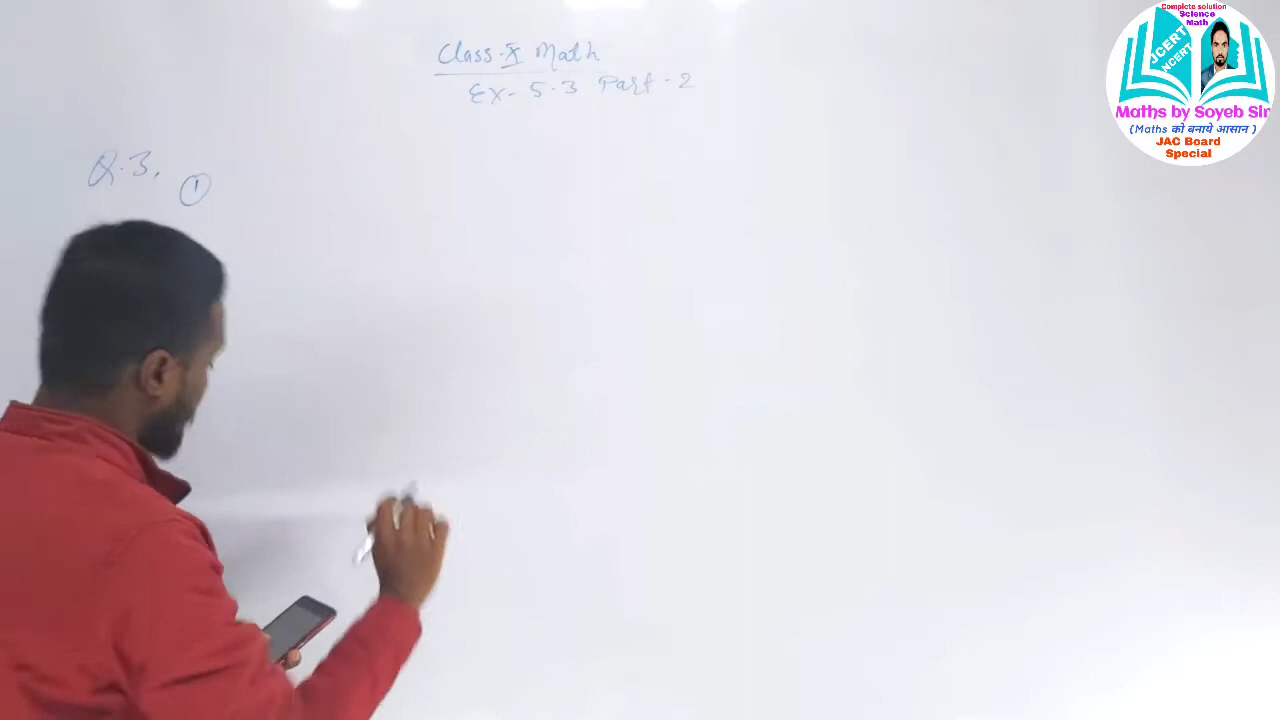 Class-X Math
Ex- 5.3 Part-2
Q.3. ①
Complete solution
Science
Math
JCERT
NCERT
Maths by Soyeb Sir
(Maths को बनाये आसान )
JAC Board
Special